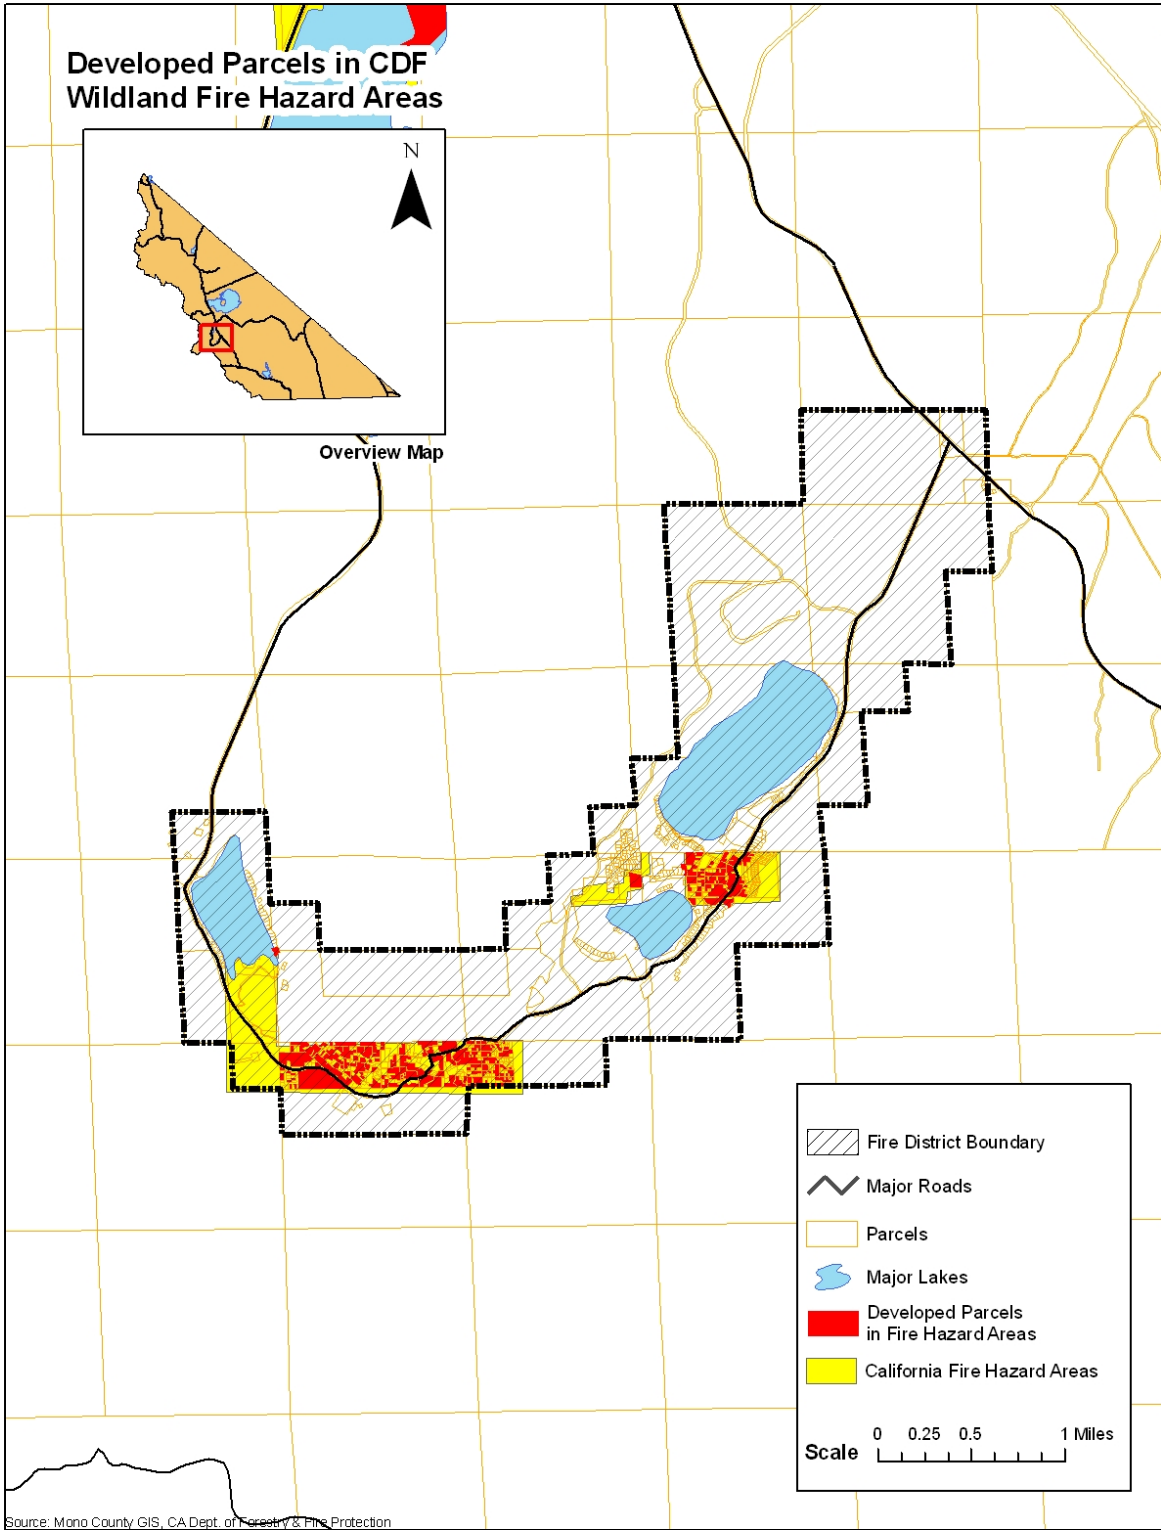 Developed Parcels in CDF
Wildland Fire Hazard Areas
N
Overview Map
Fire District Boundary
Major Roads
Parcels
Major Lakes
Developed Parcels
in Fire Hazard Areas
California Fire Hazard Areas
0 0.25 0.5 1 Miles
Scale
Source: Mono County GIS, CA Dept. of Forestry & Fire Protection